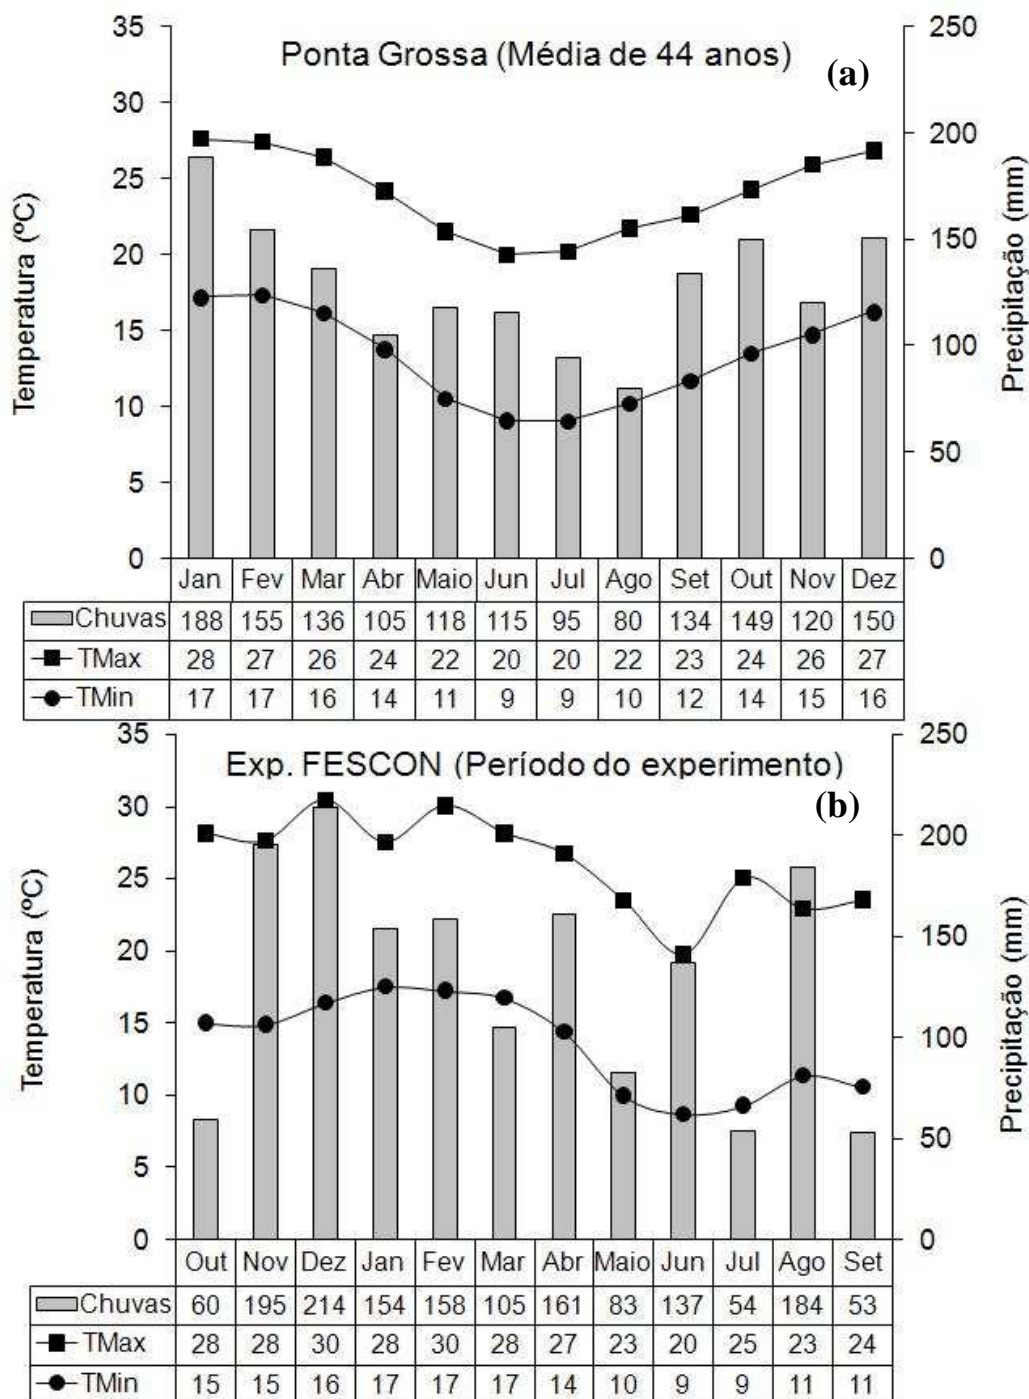 Ponta Grossa (Média de 44 anos)
(a)
Temperatura (ºC)
35
30
25
20
15
10
5
0
Precipitação (mm)
250
200
150
100
50
0
Jan Fev Mar Abr Maio Jun Jul Ago Set Out Nov Dez
Chuvas 188 155 136 105 118 115 95 80 134 149 120 150
TMax 28 27 26 24 22 20 20 22 23 24 26 27
TMin 17 17 16 14 11 9 9 10 12 14 15 16
Exp. FESCON (Período do experimento)
(b)
Temperatura (ºC)
35
30
25
20
15
10
5
0
Precipitação (mm)
250
200
150
100
50
0
Out Nov Dez Jan Fev Mar Abr Maio Jun Jul Ago Set
Chuvas 60 195 214 154 158 105 161 83 137 54 184 53
TMax 28 28 30 28 30 28 27 23 20 25 23 24
TMin 15 15 16 17 17 17 14 10 9 9 11 11